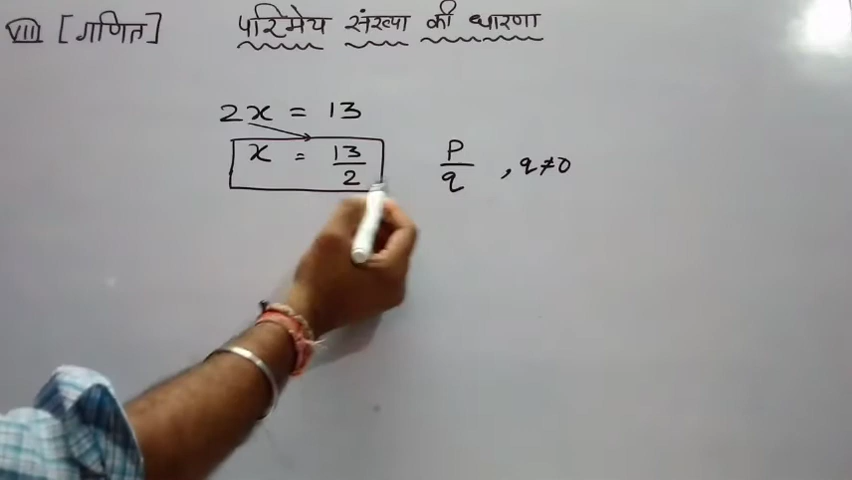 VIII [गणित] परिमेय संख्या की धारणा
2x = 13
x = 13/2 P/q , q≠0